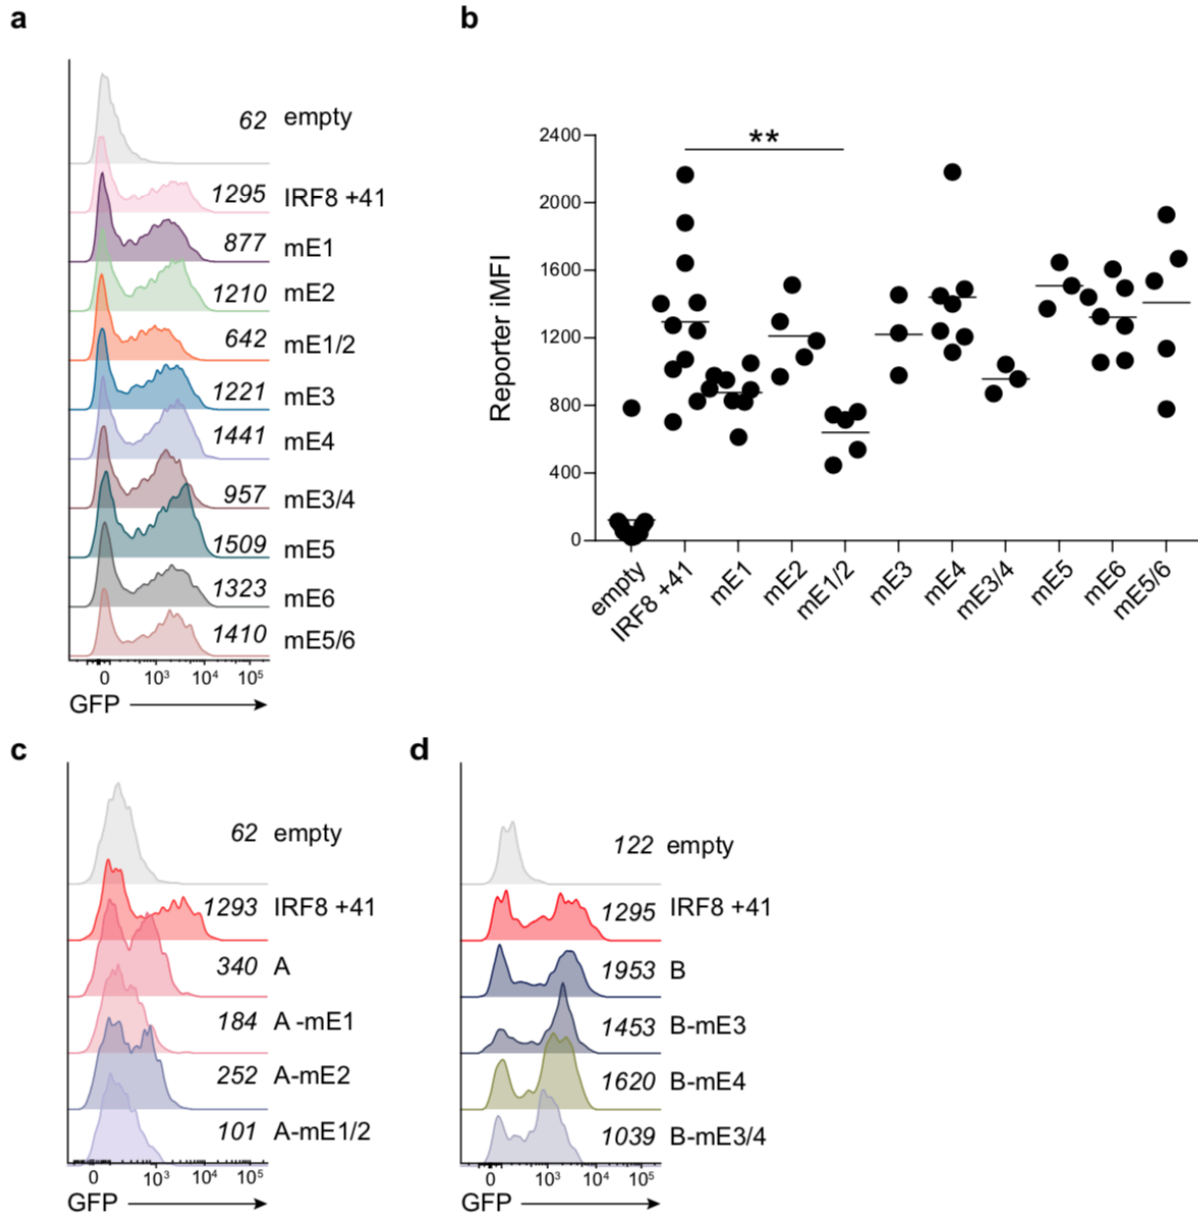 a
62 empty
1295 IRF8 +41
877 mE1
1210 mE2
642 mE1/2
1221 mE3
1441 mE4
957 mE3/4
1509 mE5
1323 mE6
1410 mE5/6
0 10³ 10⁴ 10⁵
GFP
b
**
2400
2000
1600
1200
800
400
0
Reporter iMFI
empty
IRF8 +41
mE1
mE2
mE1/2
mE3
mE4
mE3/4
mE5
mE6
mE5/6
c
62 empty
1293 IRF8 +41
340 A
184 A -mE1
252 A-mE2
101 A-mE1/2
0 10³ 10⁴ 10⁵
GFP
d
122 empty
1295 IRF8 +41
1953 B
1453 B-mE3
1620 B-mE4
1039 B-mE3/4
0 10³ 10⁴ 10⁵
GFP